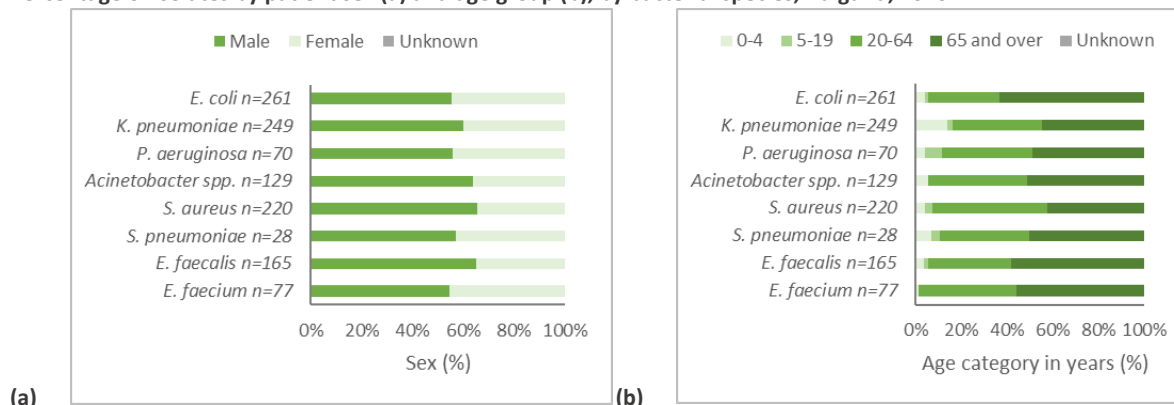 Male Female Unknown
E. coli n=261
K. pneumoniae n=249
P. aeruginosa n=70
Acinetobacter spp. n=129
S. aureus n=220
S. pneumoniae n=28
E. faecalis n=165
E. faecium n=77
0% 20% 40% 60% 80% 100%
Sex (%)
(a)
0-4 5-19 20-64 65 and over Unknown
E. coli n=261
K. pneumoniae n=249
P. aeruginosa n=70
Acinetobacter spp. n=129
S. aureus n=220
S. pneumoniae n=28
E. faecalis n=165
E. faecium n=77
0% 20% 40% 60% 80% 100%
Age category in years (%)
(b)